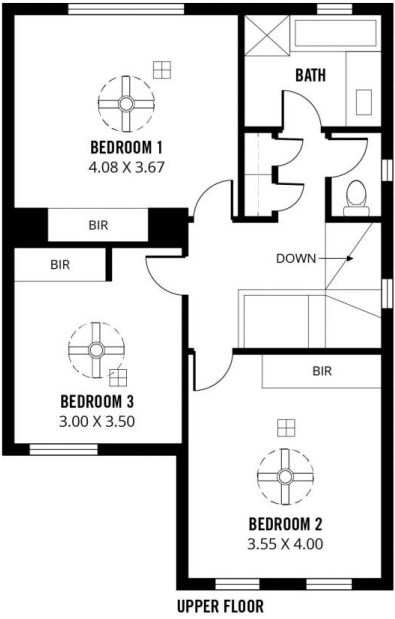 BATH
BEDROOM 1
4.08 X 3.67
BIR
DOWN
BIR
BIR
BEDROOM 3
3.00 X 3.50
BEDROOM 2
3.55 X 4.00
UPPER FLOOR